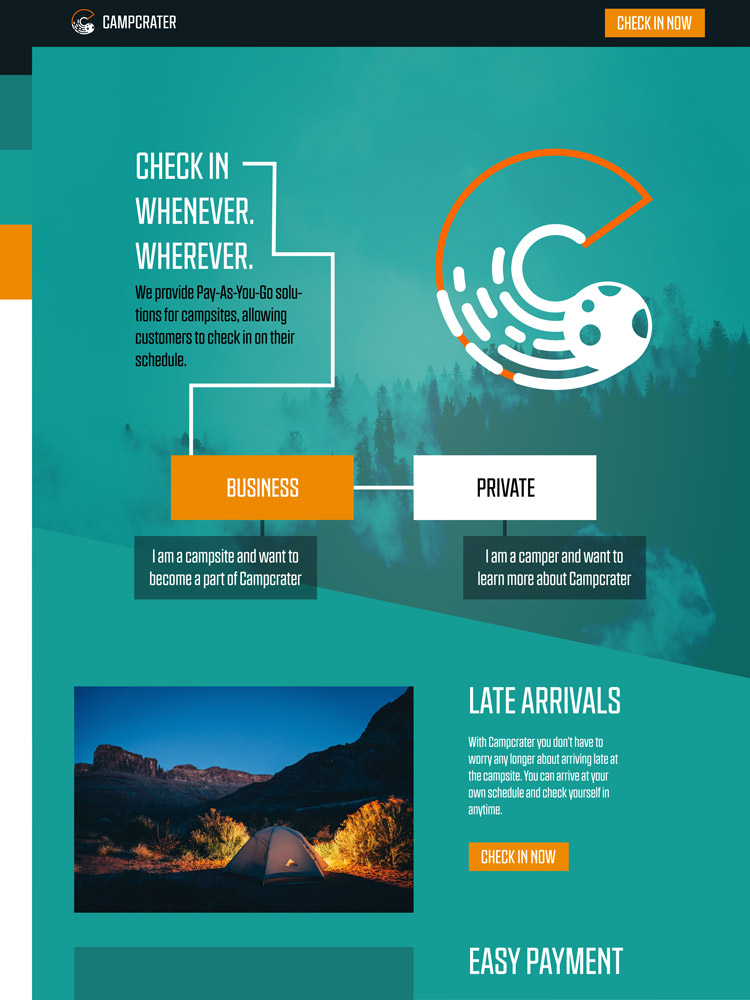 CAMPCRATER
CHECK IN NOW
CHECK IN
WHENEVER.
WHEREVER.
We provide Pay-As-You-Go solu-
tions for campsites, allowing
customers to check in on their
schedule.
BUSINESS
PRIVATE
I am a campsite and want to
become a part of Campcrater
I am a camper and want to
learn more about Campcrater
LATE ARRIVALS
With Campcrater you don't have to
worry any longer about arriving late at
the campsite. You can arrive at your
own schedule and check yourself in
anytime.
CHECK IN NOW
EASY PAYMENT